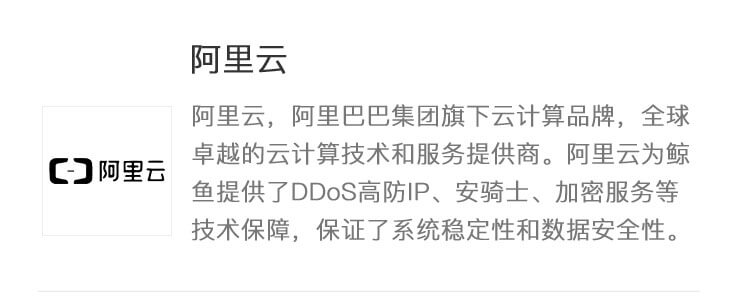 阿里云
阿里云，阿里巴巴集团旗下云计算品牌，全球
卓越的云计算技术和服务提供商。阿里云为鲸
鱼提供了DDoS高防IP、安骑士、加密服务等
技术保障，保证了系统稳定性和数据安全性。
阿里云